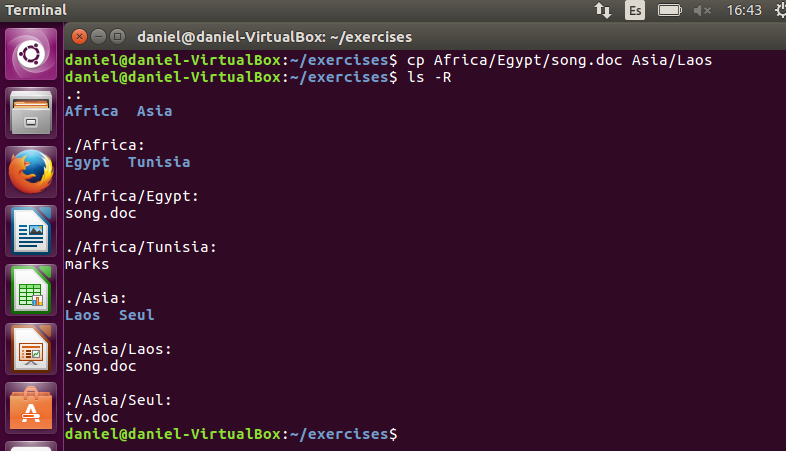 Terminal
Es
16:43
daniel@daniel-VirtualBox: ~/exercises
daniel@daniel-VirtualBox:~/exercises$ cp Africa/Egypt/song.doc Asia/Laos
daniel@daniel-VirtualBox:~/exercises$ ls -R
.:
Africa  Asia
./Africa:
Egypt  Tunisia
./Africa/Egypt:
song.doc
./Africa/Tunisia:
marks
./Asia:
Laos  Seul
./Asia/Laos:
song.doc
./Asia/Seul:
tv.doc
daniel@daniel-VirtualBox:~/exercises$